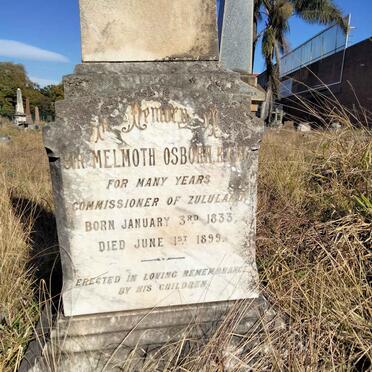 In Memory of
SIR MELMOTH OSBORN, K.C.M.G.
FOR MANY YEARS
COMMISSIONER OF ZULULAND
BORN JANUARY 3RD 1833.
DIED JUNE 1ST 1899.
ERECTED IN LOVING REMEMBRANCE
BY HIS CHILDREN.